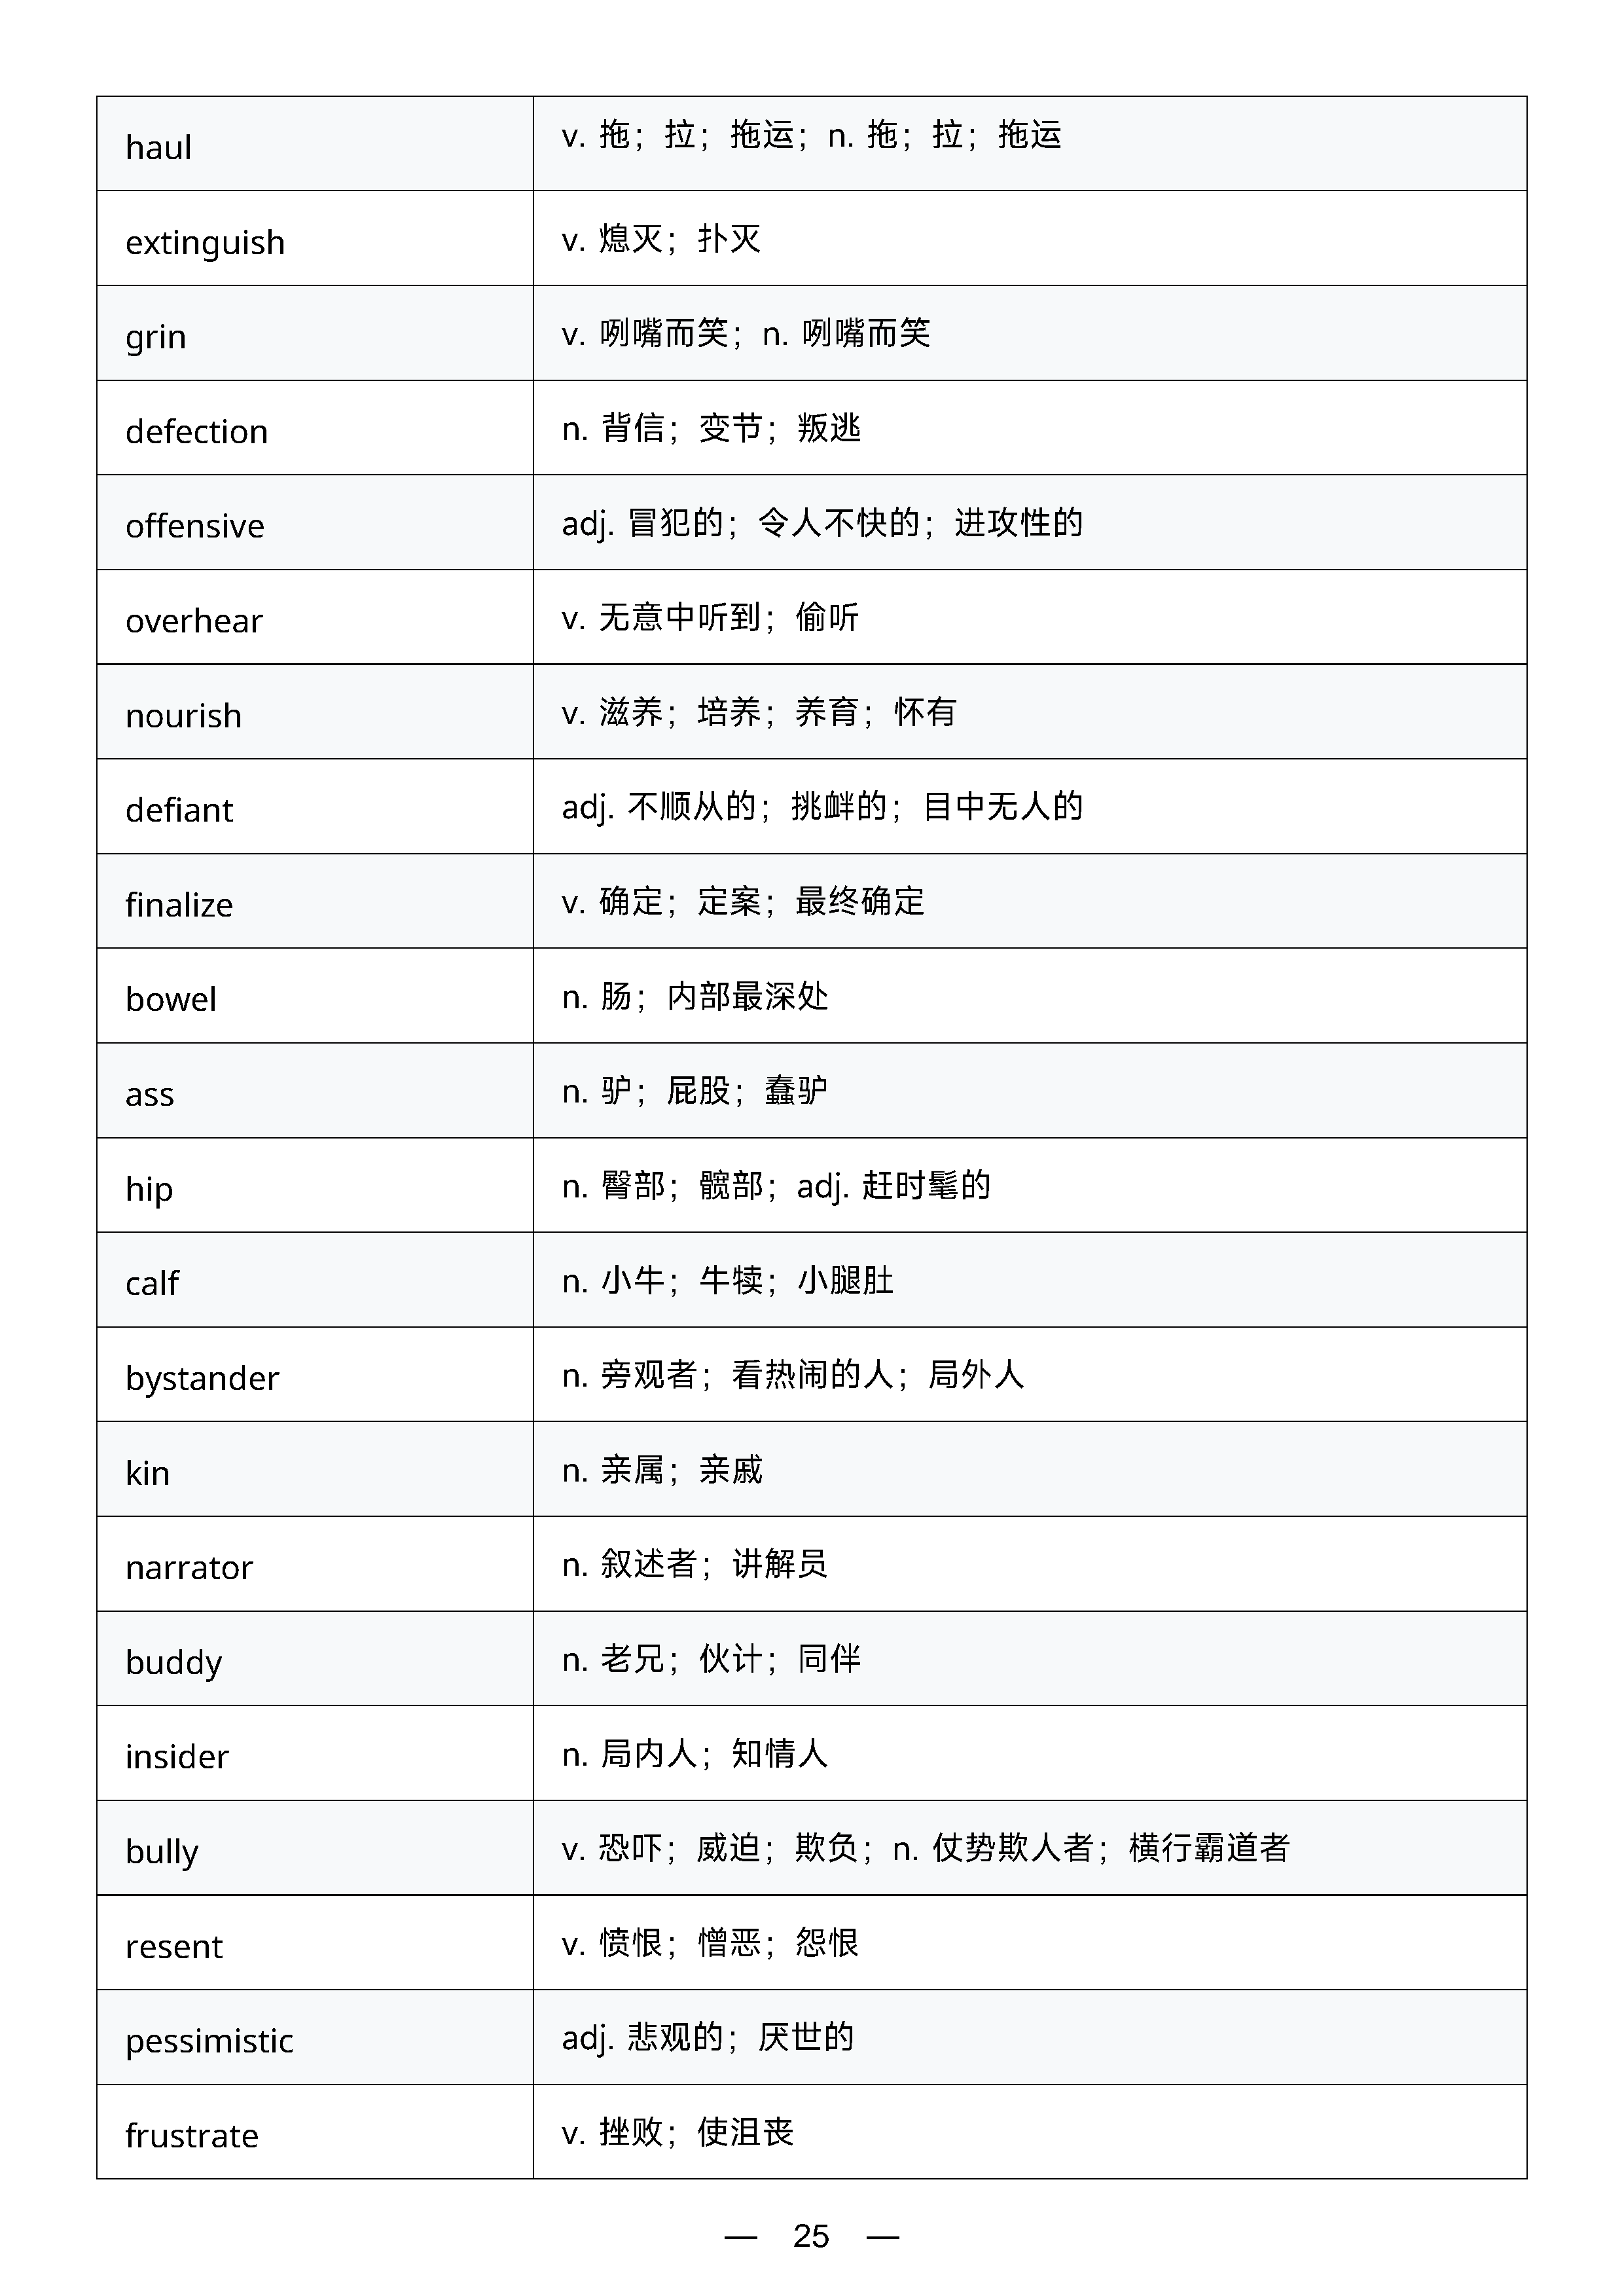 haul v. 拖；拉；拖运；n. 拖；拉；拖运
extinguish v. 熄灭；扑灭
grin v. 咧嘴而笑；n. 咧嘴而笑
defection n. 背信；变节；叛逃
offensive adj. 冒犯的；令人不快的；进攻性的
overhear v. 无意中听到；偷听
nourish v. 滋养；培养；养育；怀有
defiant adj. 不顺从的；挑衅的；目中无人的
finalize v. 确定；定案；最终确定
bowel n. 肠；内部最深处
ass n. 驴；屁股；蠢驴
hip n. 臀部；髋部；adj. 赶时髦的
calf n. 小牛；牛犊；小腿肚
bystander n. 旁观者；看热闹的人；局外人
kin n. 亲属；亲戚
narrator n. 叙述者；讲解员
buddy n. 老兄；伙计；同伴
insider n. 局内人；知情人
bully v. 恐吓；威迫；欺负；n. 仗势欺人者；横行霸道者
resent v. 愤恨；憎恶；怨恨
pessimistic adj. 悲观的；厌世的
frustrate v. 挫败；使沮丧
— 25 —